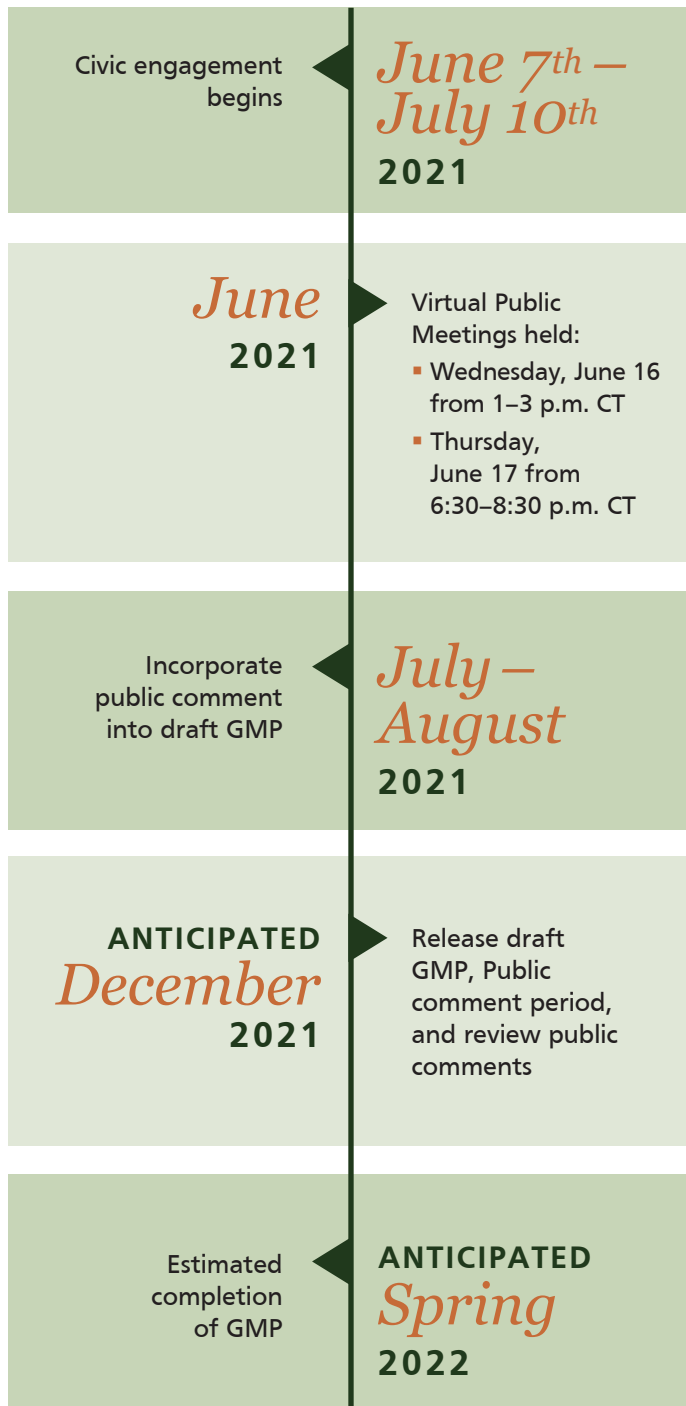 Civic engagement
begins
June 7th –
July 10th
2021
June
2021
Virtual Public
Meetings held:
▪ Wednesday, June 16
from 1–3 p.m. CT
▪ Thursday,
June 17 from
6:30–8:30 p.m. CT
Incorporate
public comment
into draft GMP
July –
August
2021
ANTICIPATED
December
2021
Release draft
GMP, Public
comment period,
and review public
comments
Estimated
completion
of GMP
ANTICIPATED
Spring
2022